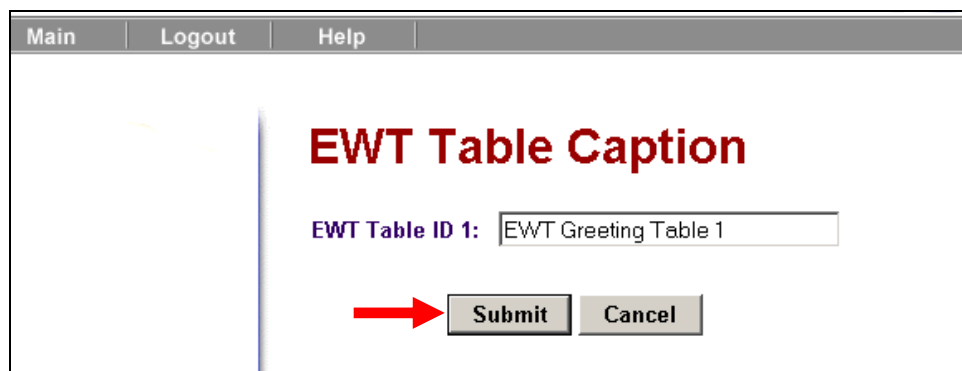 Main Logout Help
EWT Table Caption
EWT Table ID 1: EWT Greeting Table 1
Submit Cancel